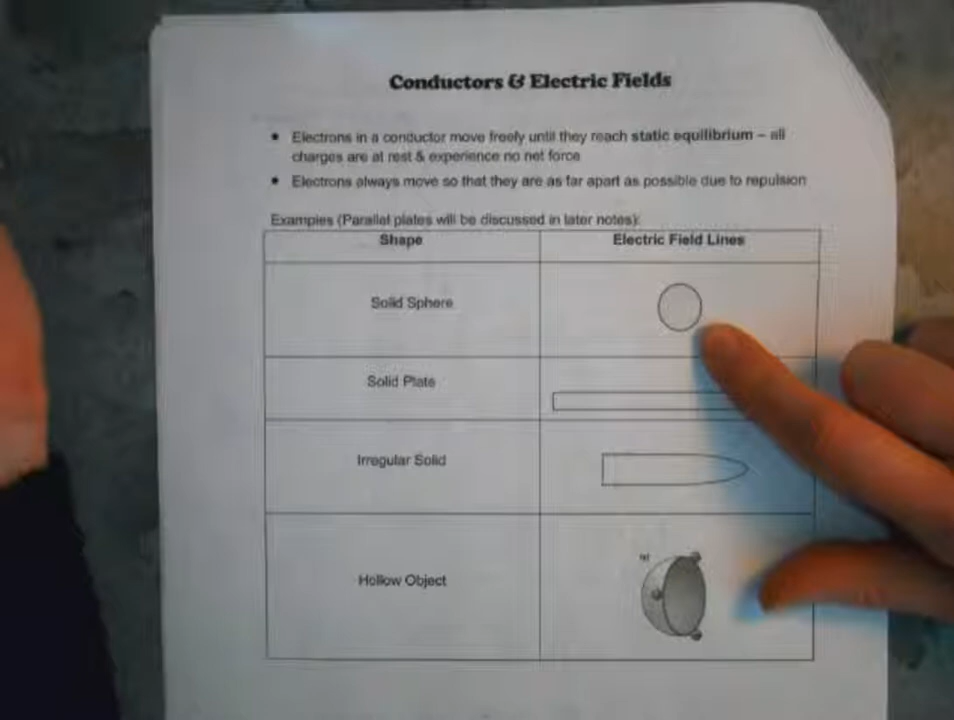 Conductors & Electric Fields
• Electrons in a conductor move freely until they reach static equilibrium – all
charges are at rest & experience no net force
• Electrons always move so that they are as far apart as possible due to repulsion
Examples (Parallel plates will be discussed in later notes):
Shape
Electric Field Lines
Solid Sphere
Solid Plate
Irregular Solid
Hollow Object